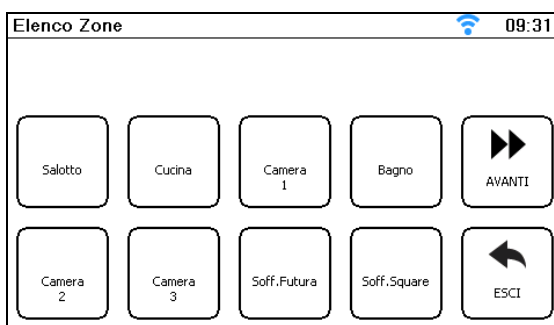 Elenco Zone 09:31
Salotto Cucina Camera 1 Bagno AVANTI
Camera 2 Camera 3 Soff.Futura Soff.Square ESCI